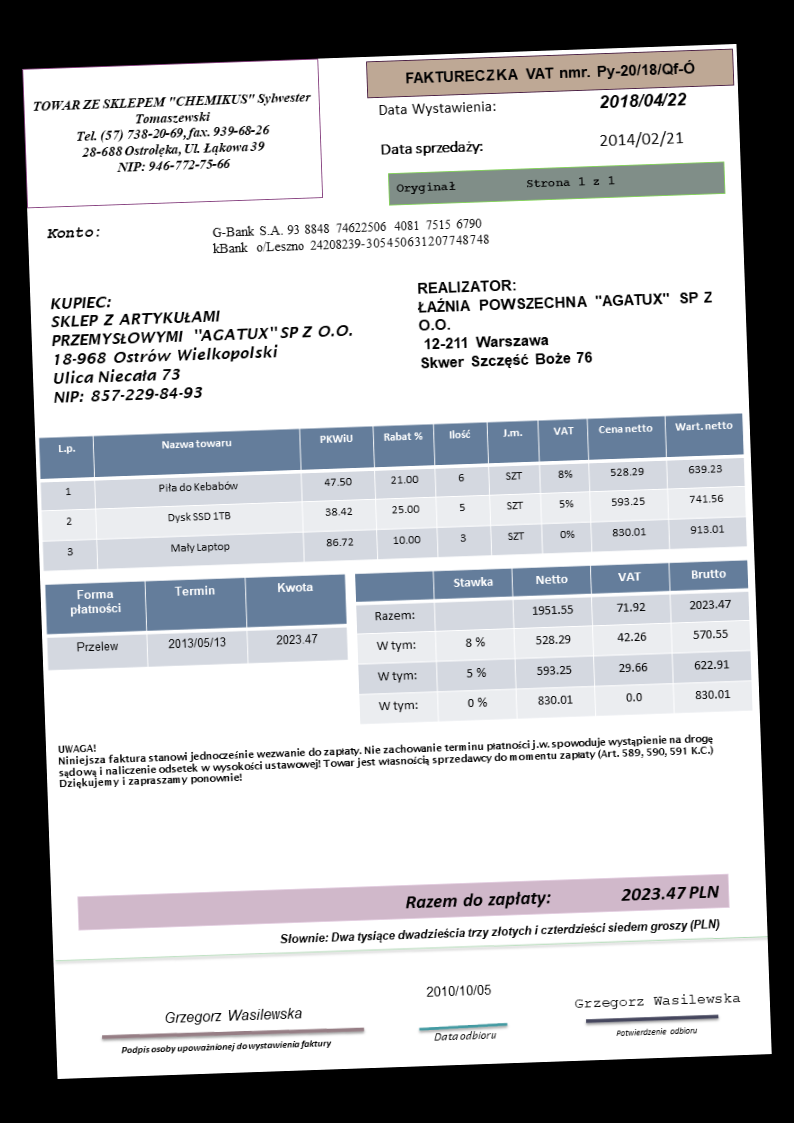 TOWAR ZE SKLEPEM "CHEMIKUS" Sylwester
Tomaszewski
Tel. (57) 738-20-69, fax. 939-68-26
28-688 Ostrołęka, Ul. Łąkowa 39
NIP: 946-772-75-66
FAKTURECZKA VAT nmr. Py-20/18/Qf-Ó
Data Wystawienia: 2018/04/22
Data sprzedaży: 2014/02/21
Oryginał Strona 1 z 1
Konto: G-Bank S.A. 93 8848 74622506 4081 7515 6790
kBank o/Leszno 24208239-305450631207748748
KUPIEC:
SKLEP Z ARTYKUŁAMI
PRZEMYSŁOWYMI "AGATUX" SP Z O.O.
18-968 Ostrów Wielkopolski
Ulica Niecała 73
NIP: 857-229-84-93
REALIZATOR:
ŁAŹNIA POWSZECHNA "AGATUX" SP Z
O.O.
12-211 Warszawa
Skwer Szczęść Boże 76
L.p. Nazwa towaru PKWiU Rabat % Ilość J.m. VAT Cena netto Wart. netto
1 Piła do Kebabów 47.50 21.00 6 SZT 8% 528.29 639.23
2 Dysk SSD 1TB 38.42 25.00 5 SZT 5% 593.25 741.56
3 Mały Laptop 86.72 10.00 3 SZT 0% 830.01 913.01
Forma płatności Termin Kwota
Przelew 2013/05/13 2023.47
Stawka Netto VAT Brutto
Razem: 1951.55 71.92 2023.47
W tym: 8 % 528.29 42.26 570.55
W tym: 5 % 593.25 29.66 622.91
W tym: 0 % 830.01 0.0 830.01
UWAGA!
Niniejsza faktura stanowi jednocześnie wezwanie do zapłaty. Nie zachowanie terminu płatności j.w. spowoduje wystąpienie na drogę
sądową i naliczenie odsetek w wysokości ustawowej! Towar jest własnością sprzedawcy do momentu zapłaty (Art. 589, 590, 591 K.C.)
Dziękujemy i zapraszamy ponownie!
Razem do zapłaty: 2023.47 PLN
Słownie: Dwa tysiące dwadzieścia trzy złotych i czterdzieści siedem groszy (PLN)
Grzegorz Wasilewska
Podpis osoby upoważnionej do wystawienia faktury
2010/10/05
Data odbioru
Grzegorz Wasilewska
Potwierdzenie odbioru